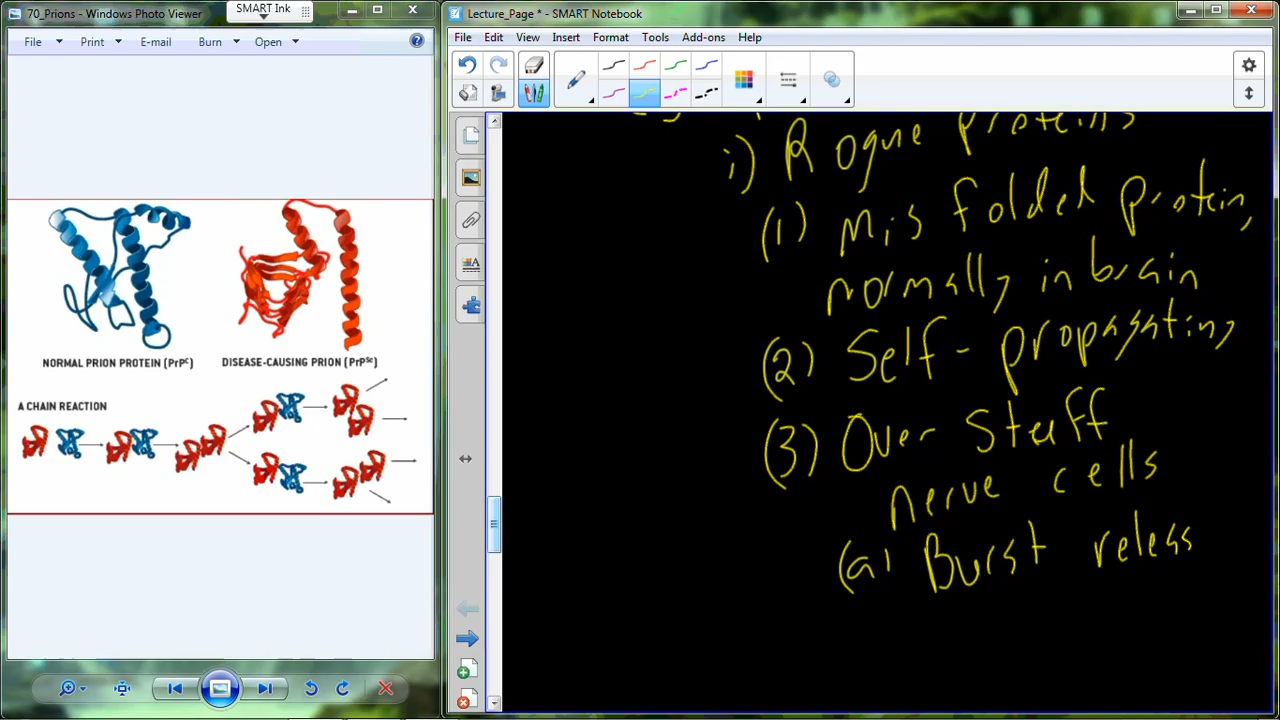 70_Prions - Windows Photo Viewer
SMART Ink
File Print Burn E-mail Open
NORMAL PRION PROTEIN (PrPᶜ)
DISEASE-CAUSING PRION (PrPˢᶜ)
A CHAIN REACTION
Lecture_Page * - SMART Notebook
File Edit View Insert Format Tools Add-ons Help
i) Rogue proteins
(1) Misfolded protein,
normally in brain
(2) Self-propagating
(3) Over Stuff
nerve cells
(a) Burst releas